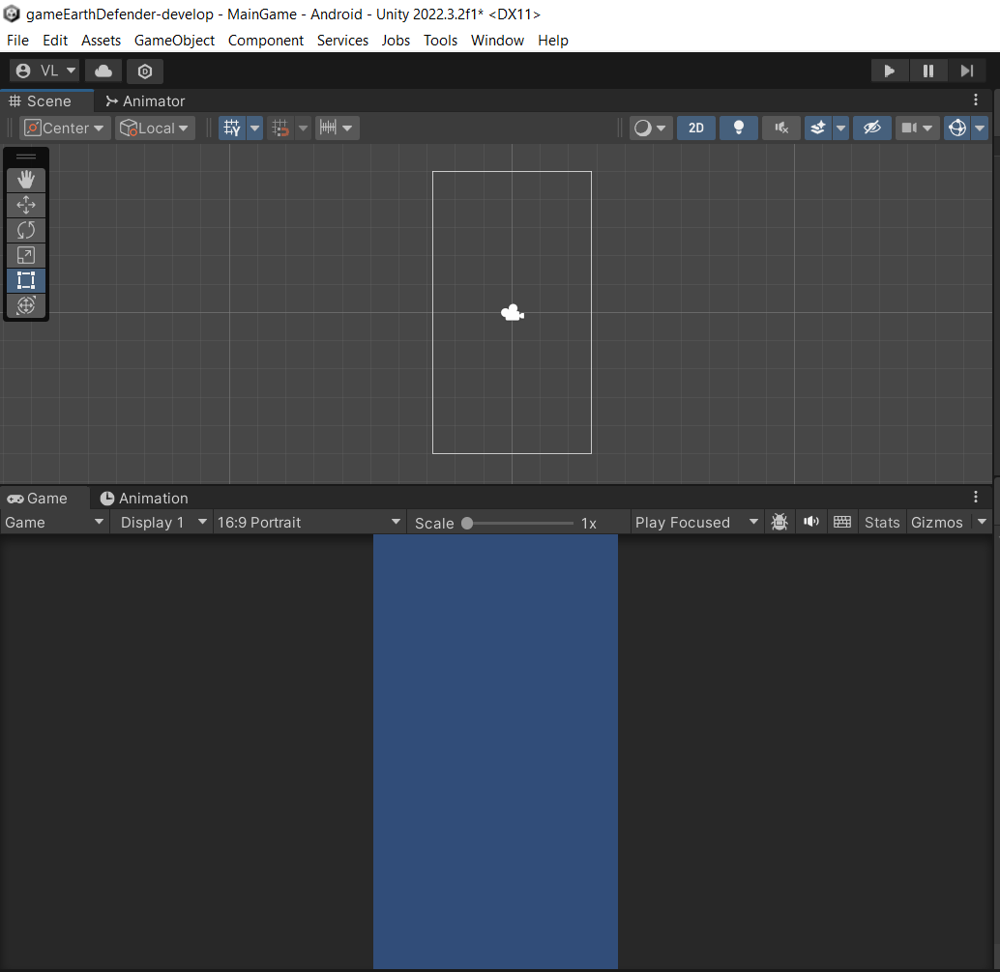 gameEarthDefender-develop - MainGame - Android - Unity 2022.3.2f1* <DX11>
File Edit Assets GameObject Component Services Jobs Tools Window Help
VL
Scene Animator
Center Local 2D
Game Animation
Game Display 1 16:9 Portrait Scale 1x Play Focused Stats Gizmos